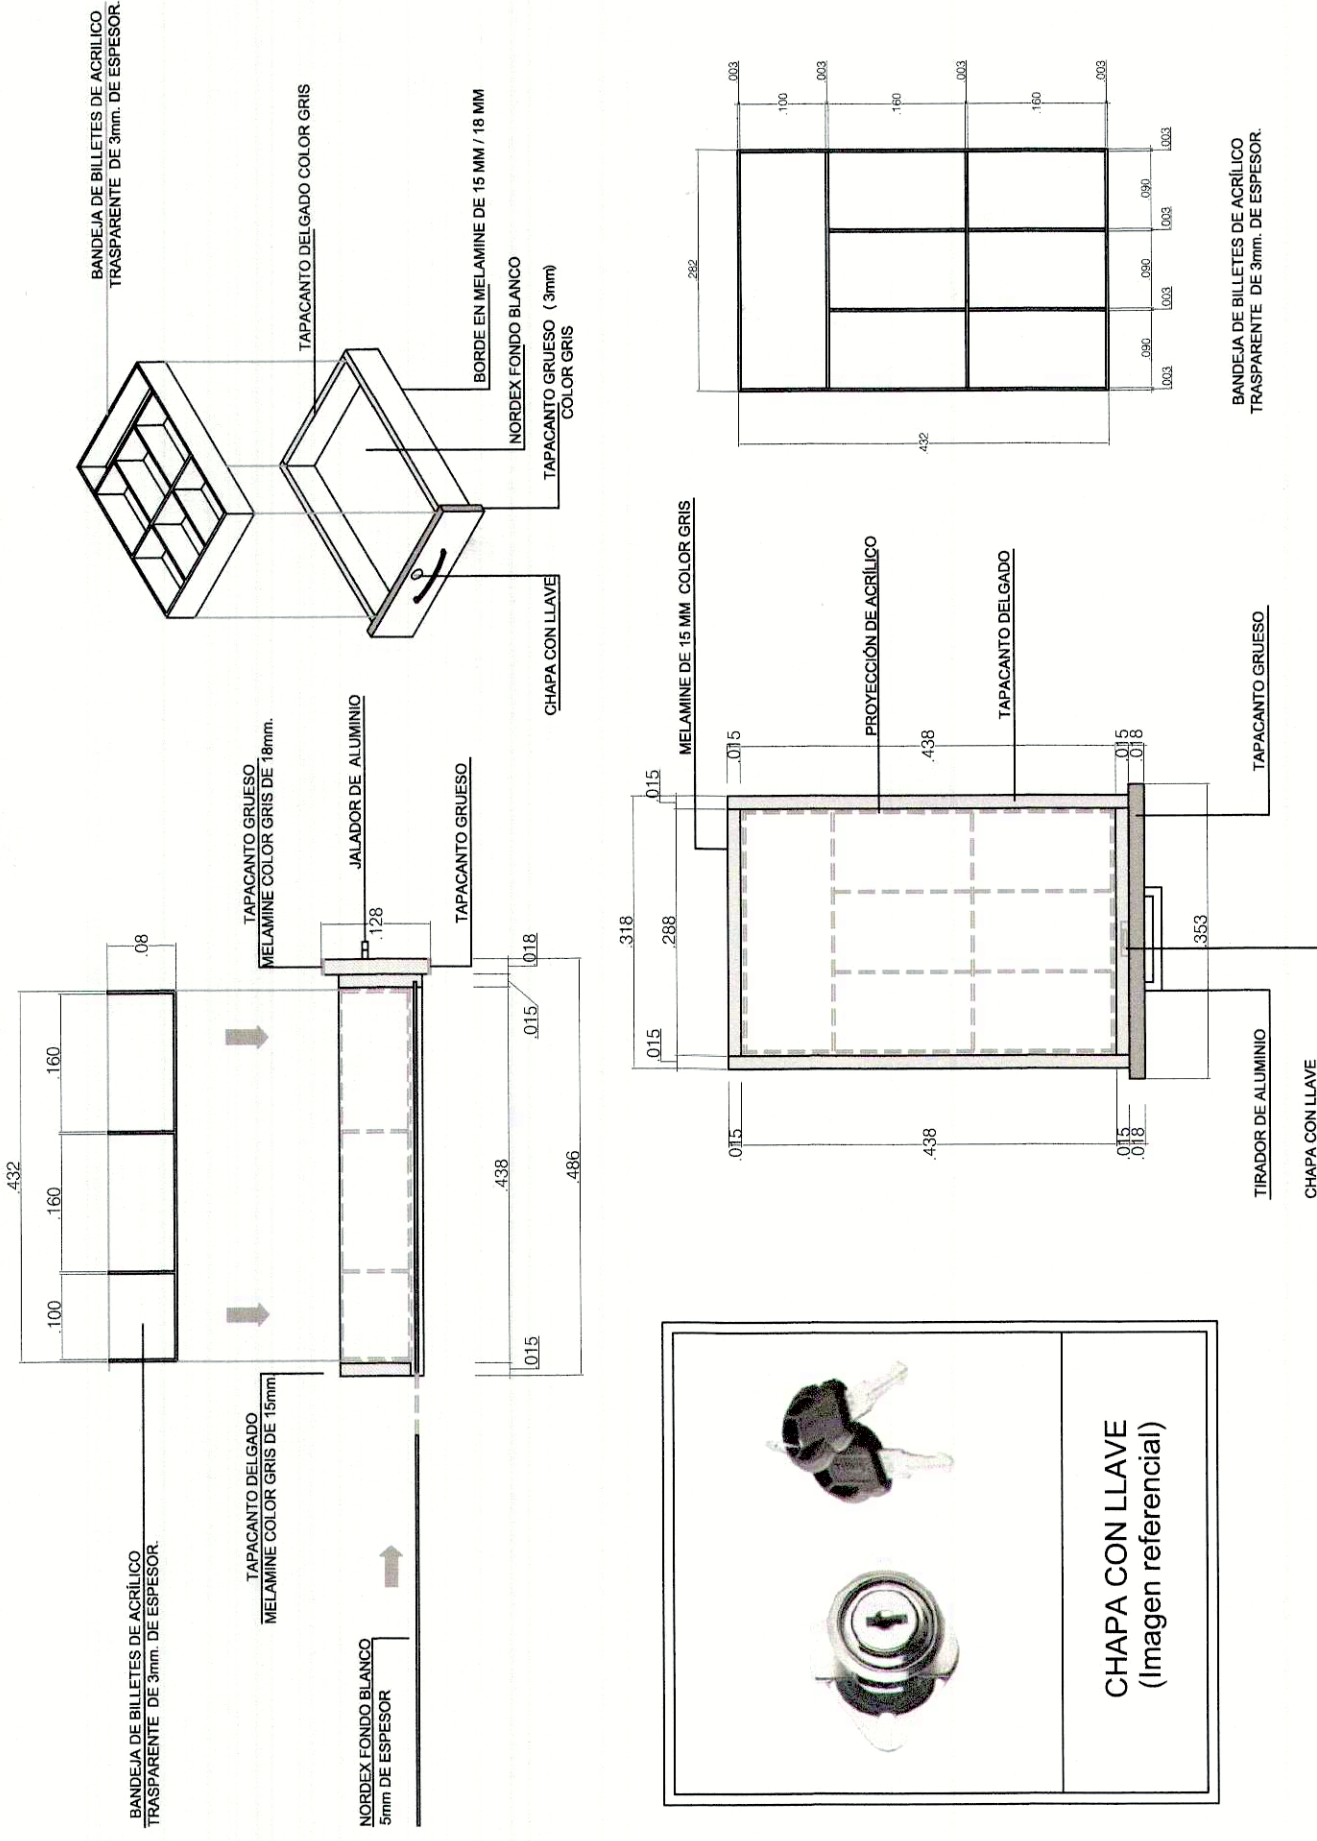 BANDEJA DE BILLETES DE ACRÍLICO
TRASPARENTE DE 3mm. DE ESPESOR.
.432
.100
.160
.160
.08
TAPACANTO DELGADO
MELAMINE COLOR GRIS DE 15mm.
TAPACANTO GRUESO
MELAMINE COLOR GRIS DE 18mm.
JALADOR DE ALUMINIO
.128
TAPACANTO GRUESO
NORDEX FONDO BLANCO
5mm DE ESPESOR
.015
.438
.015
.018
.486
BANDEJA DE BILLETES DE ACRILICO
TRASPARENTE DE 3mm. DE ESPESOR.
TAPACANTO DELGADO COLOR GRIS
BORDE EN MELAMINE DE 15 MM / 18 MM
NORDEX FONDO BLANCO
TAPACANTO GRUESO ( 3mm)
COLOR GRIS
CHAPA CON LLAVE
CHAPA CON LLAVE
(Imagen referencial)
MELAMINE DE 15 MM COLOR GRIS
PROYECCIÓN DE ACRÍLICO
TAPACANTO DELGADO
TAPACANTO GRUESO
.318
.015
.288
.015
.015
.438
.015
.018
.015
.438
.015
.018
.353
TIRADOR DE ALUMINIO
CHAPA CON LLAVE
.282
.432
.003
.100
.003
.160
.003
.160
.003
.003
.090
.003
.090
.003
.090
.003
BANDEJA DE BILLETES DE ACRÍLICO
TRASPARENTE DE 3mm. DE ESPESOR.